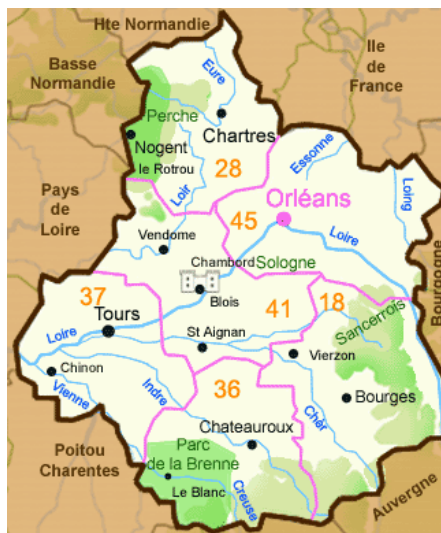 Hte Normandie
Ile
de
France
Basse
Normandie
Eure
Perche
Chartres
Nogent
le Rotrou
Essonne
28
Loing
Pays
de
Loire
Loir
45
Orléans
Vendome
Loire
Chambord
Sologne
Bourgogne
Blois
37
41
18
Tours
Sancerrois
Loire
St Aignan
Vierzon
Chinon
Vienne
Indre
36
Chér
Bourges
Chateauroux
Poitou
Charentes
Parc
de la Brenne
Le Blanc
Creuse
Auvergne